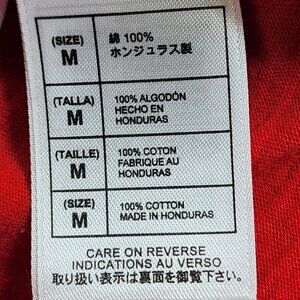 (SIZE)
M
綿 100%
ホンジュラス製
(TALLA)
M
100% ALGODÓN
HECHO EN
HONDURAS
(TAILLE)
M
100% COTON
FABRIQUE AU
HONDURAS
(SIZE)
M
100% COTTON
MADE IN HONDURAS
CARE ON REVERSE
INDICATIONS AU VERSO
取り扱い表示は裏面を御覧下さい。